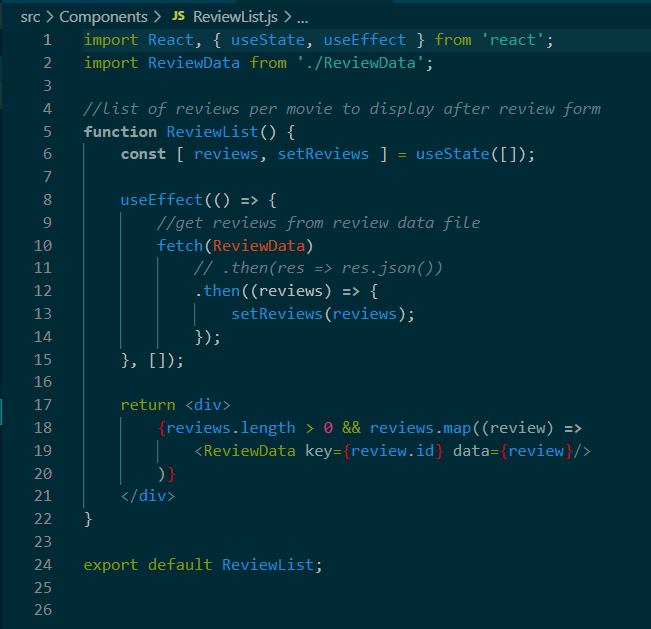 src > Components > JS ReviewList.js > ...
1 import React, { useState, useEffect } from 'react';
2 import ReviewData from './ReviewData';
3
4 //list of reviews per movie to display after review form
5 function ReviewList() {
6     const [ reviews, setReviews ] = useState([]);
7
8     useEffect(() => {
9         //get reviews from review data file
10         fetch(ReviewData)
11             // .then(res => res.json())
12             .then((reviews) => {
13                 setReviews(reviews);
14             });
15     }, []);
16
17     return <div>
18         {reviews.length > 0 && reviews.map((review) =>
19             <ReviewData key={review.id} data={review}/>
20         )}
21     </div>
22 }
23
24 export default ReviewList;
25
26